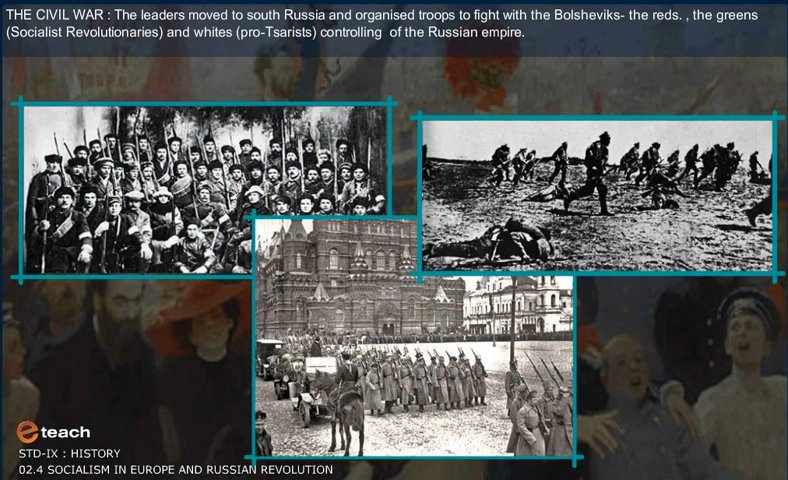 THE CIVIL WAR : The leaders moved to south Russia and organised troops to fight with the Bolsheviks- the reds. , the greens
(Socialist Revolutionaries) and whites (pro-Tsarists) controlling  of the Russian empire.
eteach
STD-IX : HISTORY
02.4 SOCIALISM IN EUROPE AND RUSSIAN REVOLUTION